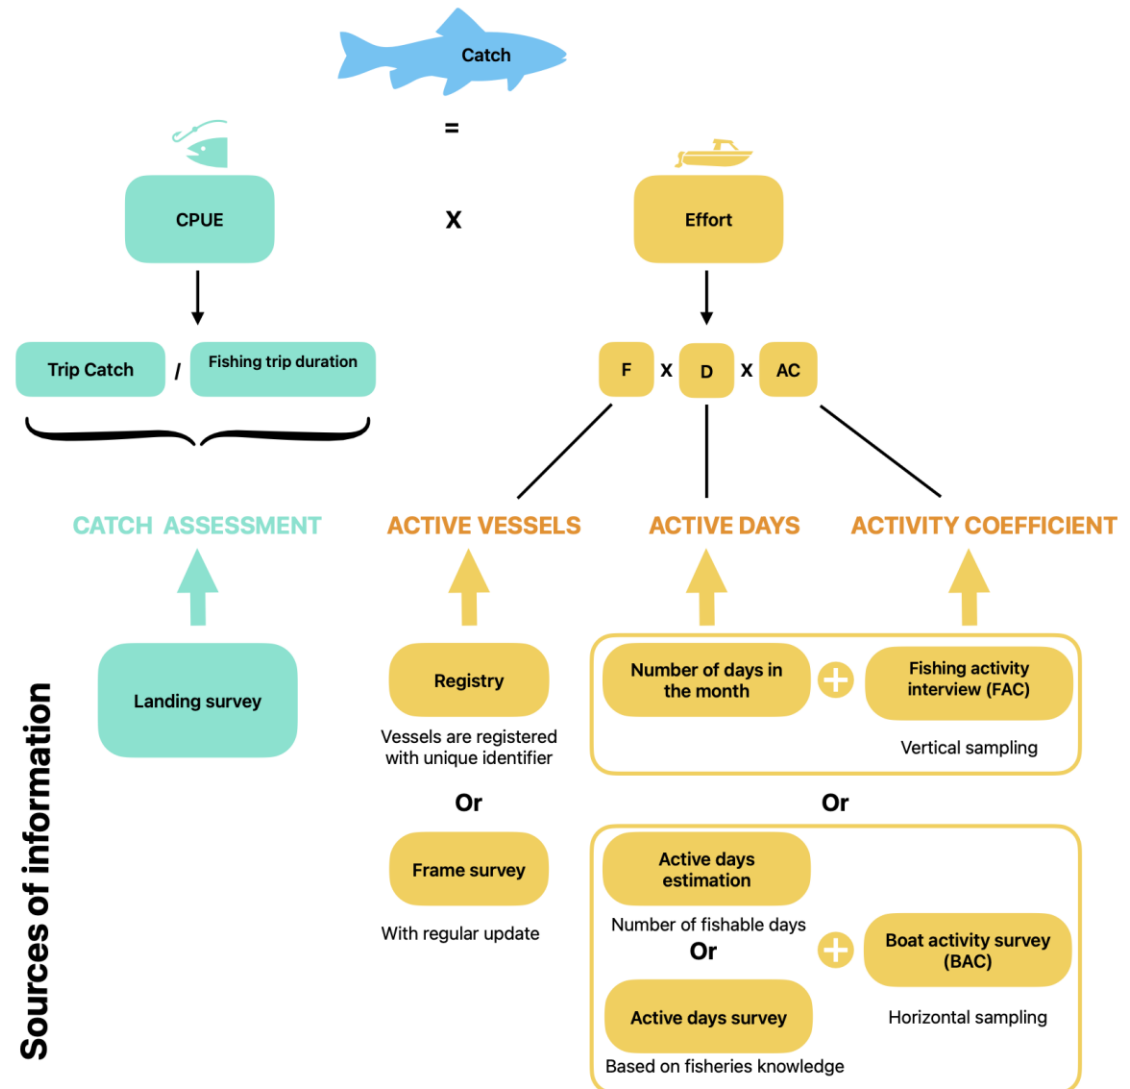 Catch
=
CPUE
X
Effort
Trip Catch
/
Fishing trip duration
F
X
D
X
AC
CATCH ASSESSMENT
ACTIVE VESSELS
ACTIVE DAYS
ACTIVITY COEFFICIENT
Sources of information
Landing survey
Registry
Vessels are registered
with unique identifier
Or
Frame survey
With regular update
Number of days in
the month
+
Fishing activity
interview (FAC)
Vertical sampling
Or
Active days
estimation
Number of fishable days
Or
Active days survey
Based on fisheries knowledge
+
Boat activity survey
(BAC)
Horizontal sampling